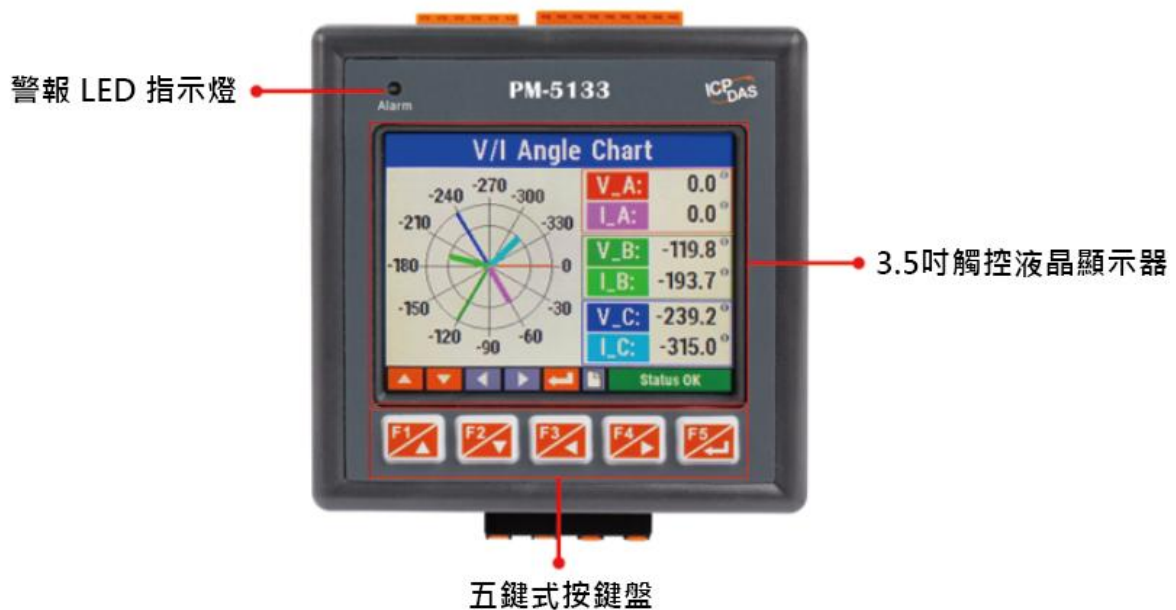 警報 LED 指示燈
Alarm
PM-5133
ICP DAS
V/I Angle Chart
-270
-240
-300
-210
-330
-180
0
-150
-30
-120
-60
-90
V_A: 0.0°
I_A: 0.0°
V_B: -119.8°
I_B: -193.7°
V_C: -239.2°
I_C: -315.0°
Status OK
3.5吋觸控液晶顯示器
F1 F2 F3 F4 F5
五鍵式按鍵盤